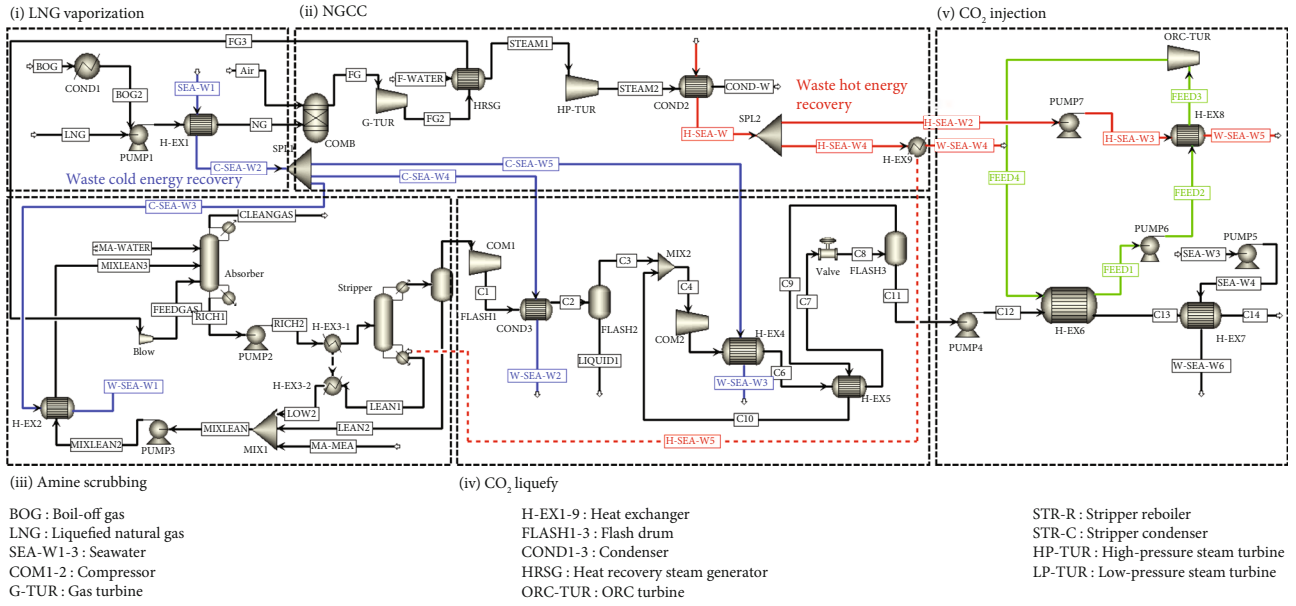 (i) LNG vaporization
(ii) NGCC
(v) CO2 injection
FG3
BOG
COND1
BOG2
LNG
PUMP1
SEA-W1
H-EX1
NG
C-SEA-W2
SPL1
Waste cold energy recovery
Air
COMB
FG
G-TUR
FG2
F-WATER
HRSG
STEAM1
HP-TUR
STEAM2
COND2
COND-W
Waste hot energy
recovery
H-SEA-W
SPL2
H-SEA-W2
H-SEA-W4
H-EX9
W-SEA-W4
C-SEA-W5
C-SEA-W4
C-SEA-W3
ORC-TUR
FEED3
PUMP7
H-EX8
H-SEA-W3
W-SEA-W5
FEED4
FEED2
PUMP6
FEED1
PUMP5
SEA-W3
SEA-W4
H-EX6
C12
C13
C14
H-EX7
W-SEA-W6
PUMP4
CLEANGAS
MA-WATER
MIXLEAN3
Absorber
FEEDGAS
RICH1
Blow
PUMP2
RICH2
H-EX3-1
Stripper
H-EX3-2
LEAN1
LOW2
LEAN2
MIXLEAN
MA-MEA
MIX1
PUMP3
MIXLEAN2
H-EX2
W-SEA-W1
FLASH1
COM1
C1
COND3
C2
W-SEA-W2
FLASH2
LIQUID1
C3
MIX2
C4
COM2
H-EX4
W-SEA-W3
C6
H-EX5
C10
C9
C7
Valve
C8
FLASH3
C11
H-SEA-W5
(iii) Amine scrubbing
(iv) CO2 liquefy
BOG : Boil-off gas
LNG : Liquefied natural gas
SEA-W1-3 : Seawater
COM1-2 : Compressor
G-TUR : Gas turbine
H-EX1-9 : Heat exchanger
FLASH1-3 : Flash drum
COND1-3 : Condenser
HRSG : Heat recovery steam generator
ORC-TUR : ORC turbine
STR-R : Stripper reboiler
STR-C : Stripper condenser
HP-TUR : High-pressure steam turbine
LP-TUR : Low-pressure steam turbine